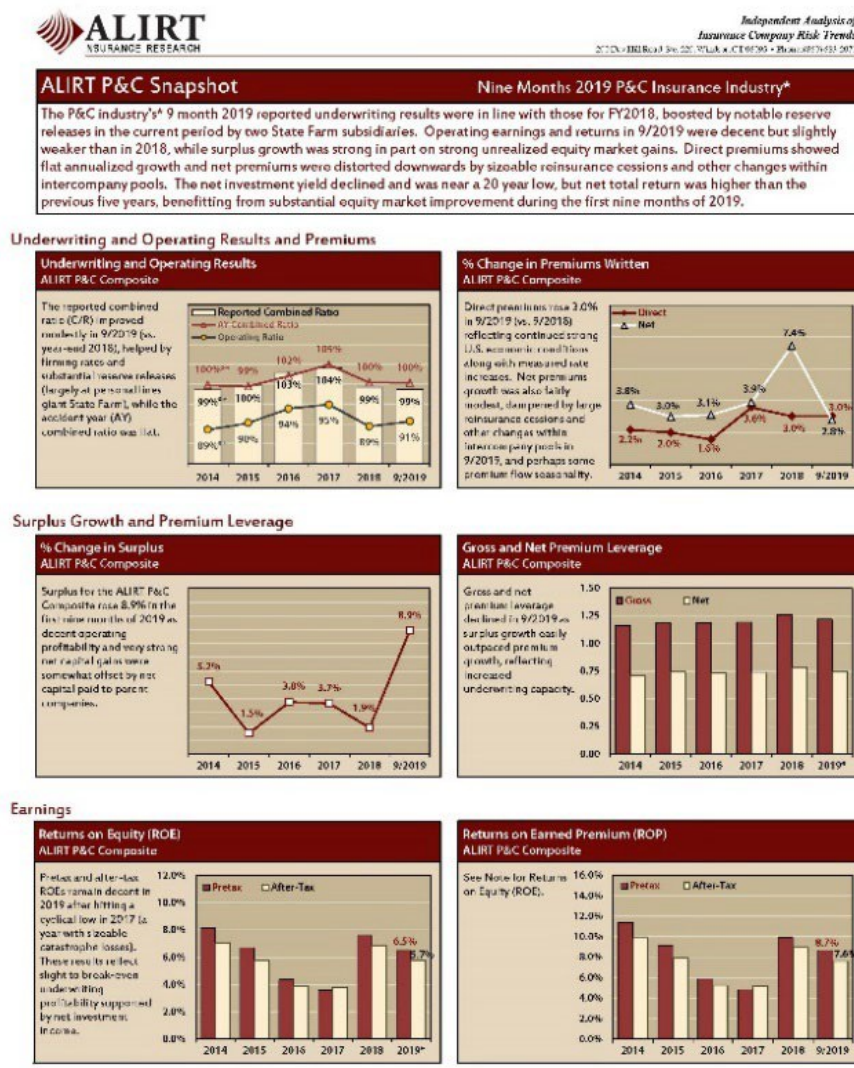 ALIRT
NSURANCE RESEARCH
Independent Analysis of
Insurance Company Risk Trends
ALIRT P&C Snapshot
Nine Months 2019 P&C Insurance Industry*
The P&C industry's* 9 month 2019 reported underwriting results were in line with those for FY2018, boosted by notable reserve
releases in the current period by two State Farm subsidiaries. Operating earnings and returns in 9/2019 were decent but slightly
weaker than in 2018, while surplus growth was strong in part on strong unrealized equity market gains. Direct premiums showed
flat annualized growth and net premiums were distorted downwards by sizeable reinsurance cessions and other changes within
intercompany pools. The net investment yield declined and was near a 20 year low, but net total return was higher than the
previous five years, benefitting from substantial equity market improvement during the first nine months of 2019.
Underwriting and Operating Results and Premiums
Underwriting and Operating Results
ALIRT P&C Composite
The reported combined
ratio (C/R) improved
modestly in 9/2019 (vs.
year-end 2018), helped by
firming rates and
substantial reserve releases
(largely at personal lines
giant State Farm), while the
accident year (AY)
combined ratio was flat.
Reported Combined Ratio
AY Combined Ratio
Operating Ratio
109%
102%
99% 100% 100%
103% 104%
100% 99% 99%
94% 95%
90% 89% 91%
2014 2015 2016 2017 2018 9/2019
% Change in Premiums Written
ALIRT P&C Composite
Direct premiums rose 3.0%
in 9/2019 (vs. 9/2018)
reflecting continued strong
U.S. economic conditions
along with measured rate
increases. Net premiums
growth was also fairly
modest, dampened by large
reinsurance cessions and
other changes within
intercompany pools in
9/2019, and perhaps some
premium flow seasonality.
Direct
Net
7.4%
3.8% 3.0% 3.1% 3.9% 3.0%
2.2% 2.0% 1.6% 3.6% 3.0% 2.8%
2014 2015 2016 2017 2018 9/2019
Surplus Growth and Premium Leverage
% Change in Surplus
ALIRT P&C Composite
Surplus for the ALIRT P&C
Composite rose 8.9% in the
first nine months of 2019 as
decent operating
profitability and very strong
net capital gains were
somewhat offset by net
capital paid to parent
companies.
8.9%
5.2%
1.5% 3.8% 3.7% 1.9%
2014 2015 2016 2017 2018 9/2019
Gross and Net Premium Leverage
ALIRT P&C Composite
Gross and net
premium leverage
declined in 9/2019 as
surplus growth easily
outpaced premium
growth, reflecting
increased
underwriting capacity.
1.50
1.25
1.00
0.75
0.50
0.25
0.00
Gross Net
2014 2015 2016 2017 2018 2019*
Earnings
Returns on Equity (ROE)
ALIRT P&C Composite
Pretax and after-tax
ROEs remain decent in
2019 after hitting a
cyclical low in 2017 (a
year with sizeable
catastrophe losses).
These results reflect
slight to break-even
underwriting
profitability supported
by net investment
income.
12.0%
10.0%
8.0%
6.0%
4.0%
2.0%
0.0%
Pretax After-Tax
6.5%
5.7%
2014 2015 2016 2017 2018 2019*
Returns on Earned Premium (ROP)
ALIRT P&C Composite
See Note for Returns
on Equity (ROE).
16.0%
14.0%
12.0%
10.0%
8.0%
6.0%
4.0%
2.0%
0.0%
Pretax After-Tax
8.7%
7.6%
2014 2015 2016 2017 2018 9/2019